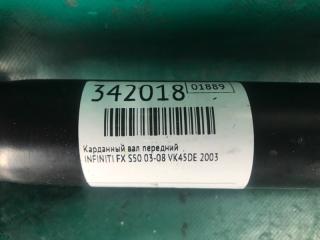 342018 01889
Карданный вал передний
INFINITI FX S50 03-08 VK45DE 2003